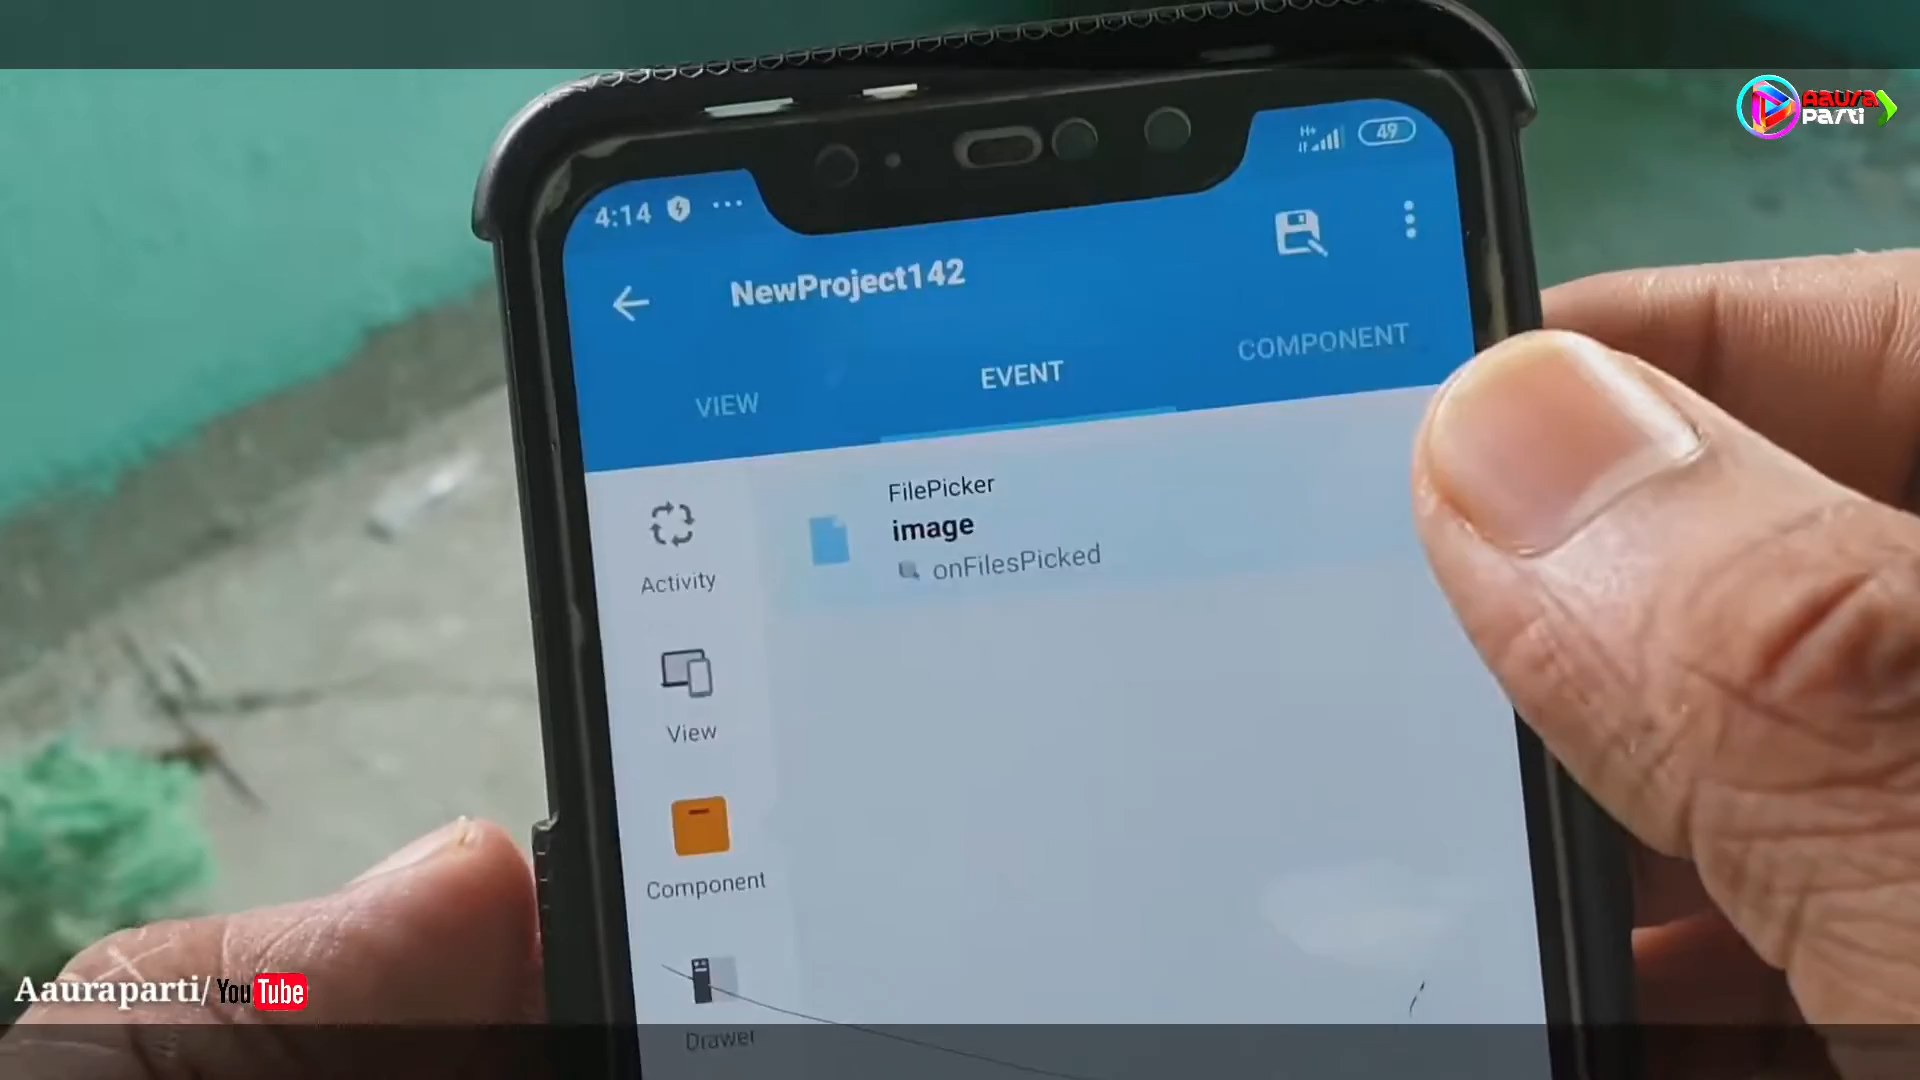 Aaura
Parti
H+
49
4:14
NewProject142
VIEW
EVENT
COMPONENT
FilePicker
image
onFilesPicked
Activity
View
Component
Drawer
Aauraparti/YouTube